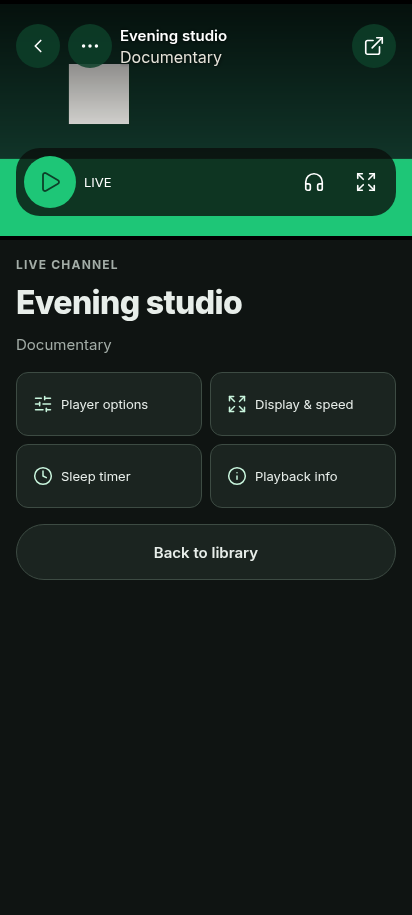 Evening studio
Documentary
LIVE
LIVE CHANNEL
Evening studio
Documentary
Player options
Display & speed
Sleep timer
Playback info
Back to library